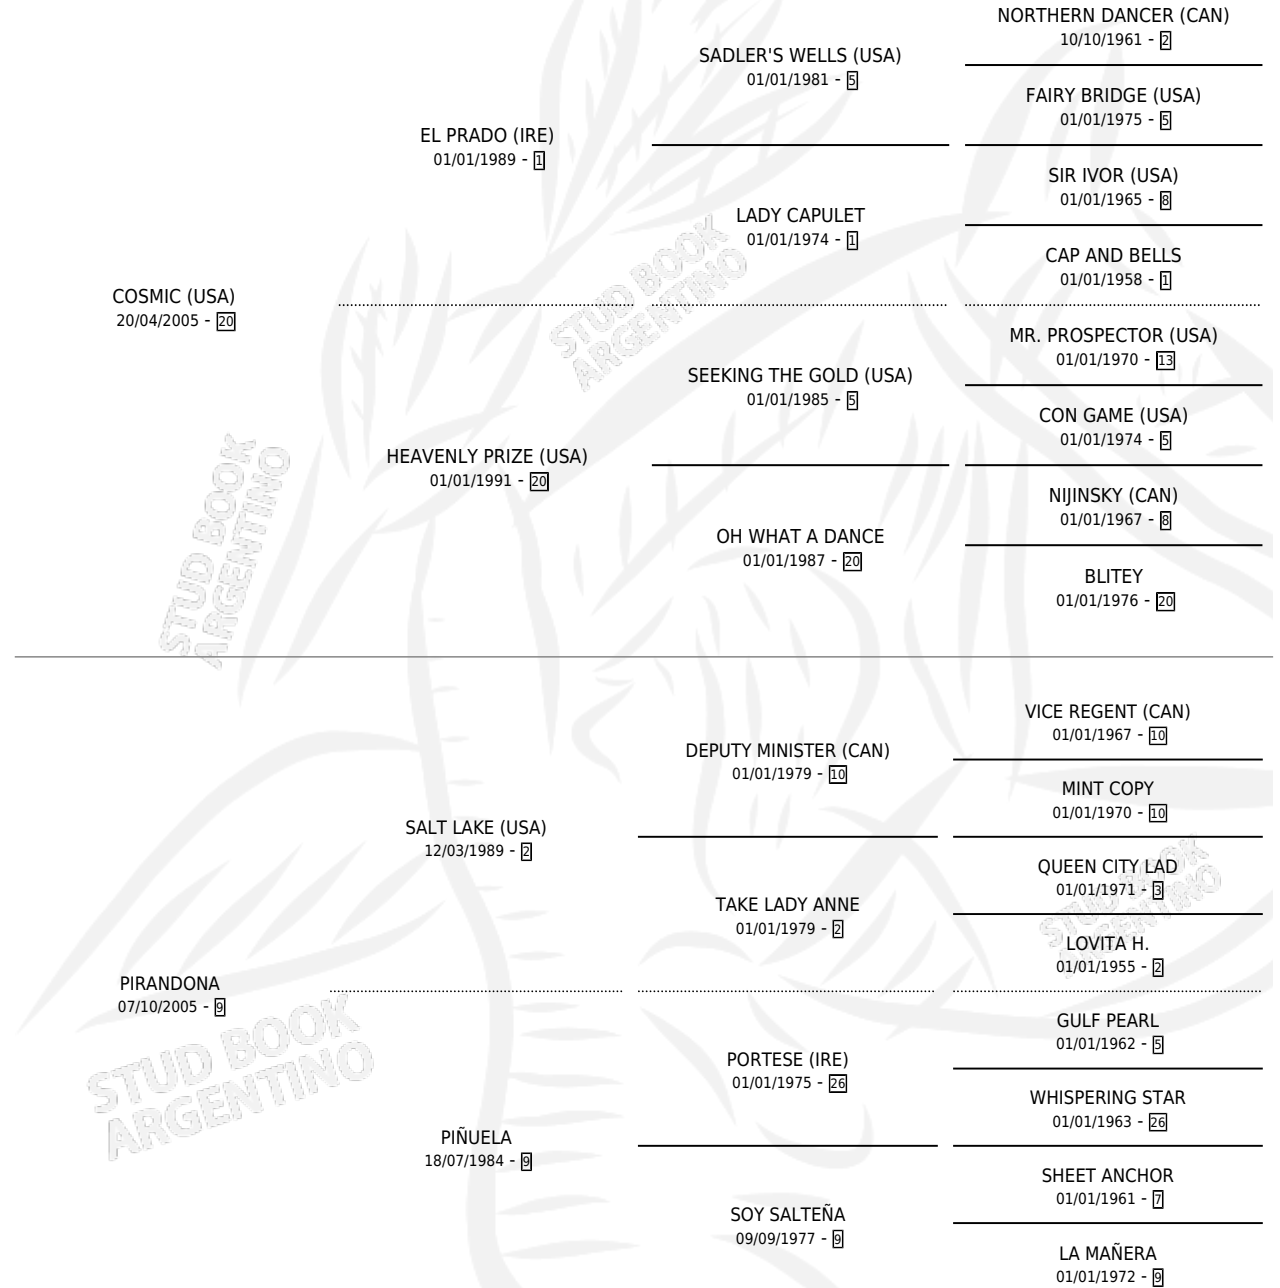 NORTHERN DANCER (CAN)
10/10/1961 - 2
SADLER'S WELLS (USA)
01/01/1981 - 5
FAIRY BRIDGE (USA)
01/01/1975 - 5
EL PRADO (IRE)
01/01/1989 - 1
SIR IVOR (USA)
01/01/1965 - 8
LADY CAPULET
01/01/1974 - 1
CAP AND BELLS
01/01/1958 - 1
COSMIC (USA)
20/04/2005 - 20
STUD BOOK
ARGENTINO
MR. PROSPECTOR (USA)
01/01/1970 - 13
SEEKING THE GOLD (USA)
01/01/1985 - 5
CON GAME (USA)
01/01/1974 - 5
HEAVENLY PRIZE (USA)
01/01/1991 - 20
NIJINSKY (CAN)
01/01/1967 - 8
OH WHAT A DANCE
01/01/1987 - 20
BLITEY
01/01/1976 - 20
STUD BOOK
ARGENTINO
VICE REGENT (CAN)
01/01/1967 - 10
DEPUTY MINISTER (CAN)
01/01/1979 - 10
MINT COPY
01/01/1970 - 10
SALT LAKE (USA)
12/03/1989 - 2
QUEEN CITY LAD
01/01/1971 - 3
TAKE LADY ANNE
01/01/1979 - 2
STUD BOOK
ARGENTINO
LOVITA H.
01/01/1955 - 2
PIRANDONA
07/10/2005 - 9
GULF PEARL
01/01/1962 - 5
PORTESE (IRE)
01/01/1975 - 26
STUD BOOK
ARGENTINO
WHISPERING STAR
01/01/1963 - 26
PIÑUELA
18/07/1984 - 9
SHEET ANCHOR
01/01/1961 - 7
SOY SALTEÑA
09/09/1977 - 9
LA MAÑERA
01/01/1972 - 9